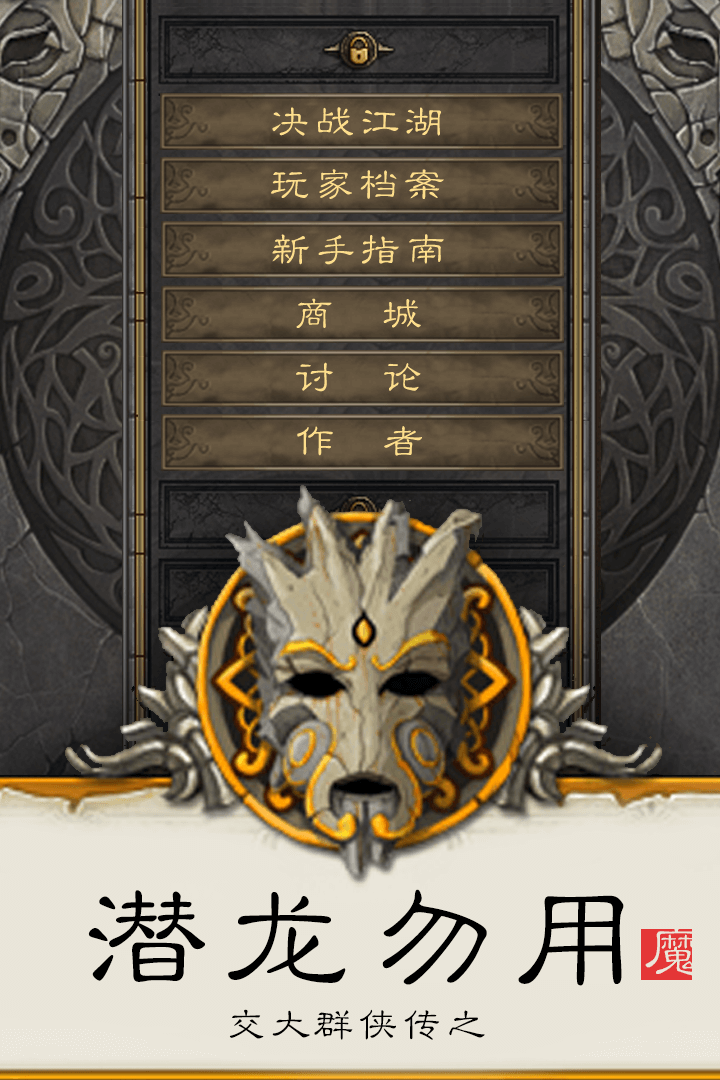 决战江湖
玩家档案
新手指南
商 城
讨 论
作 者
潜龙勿用
魔
交大群侠传之